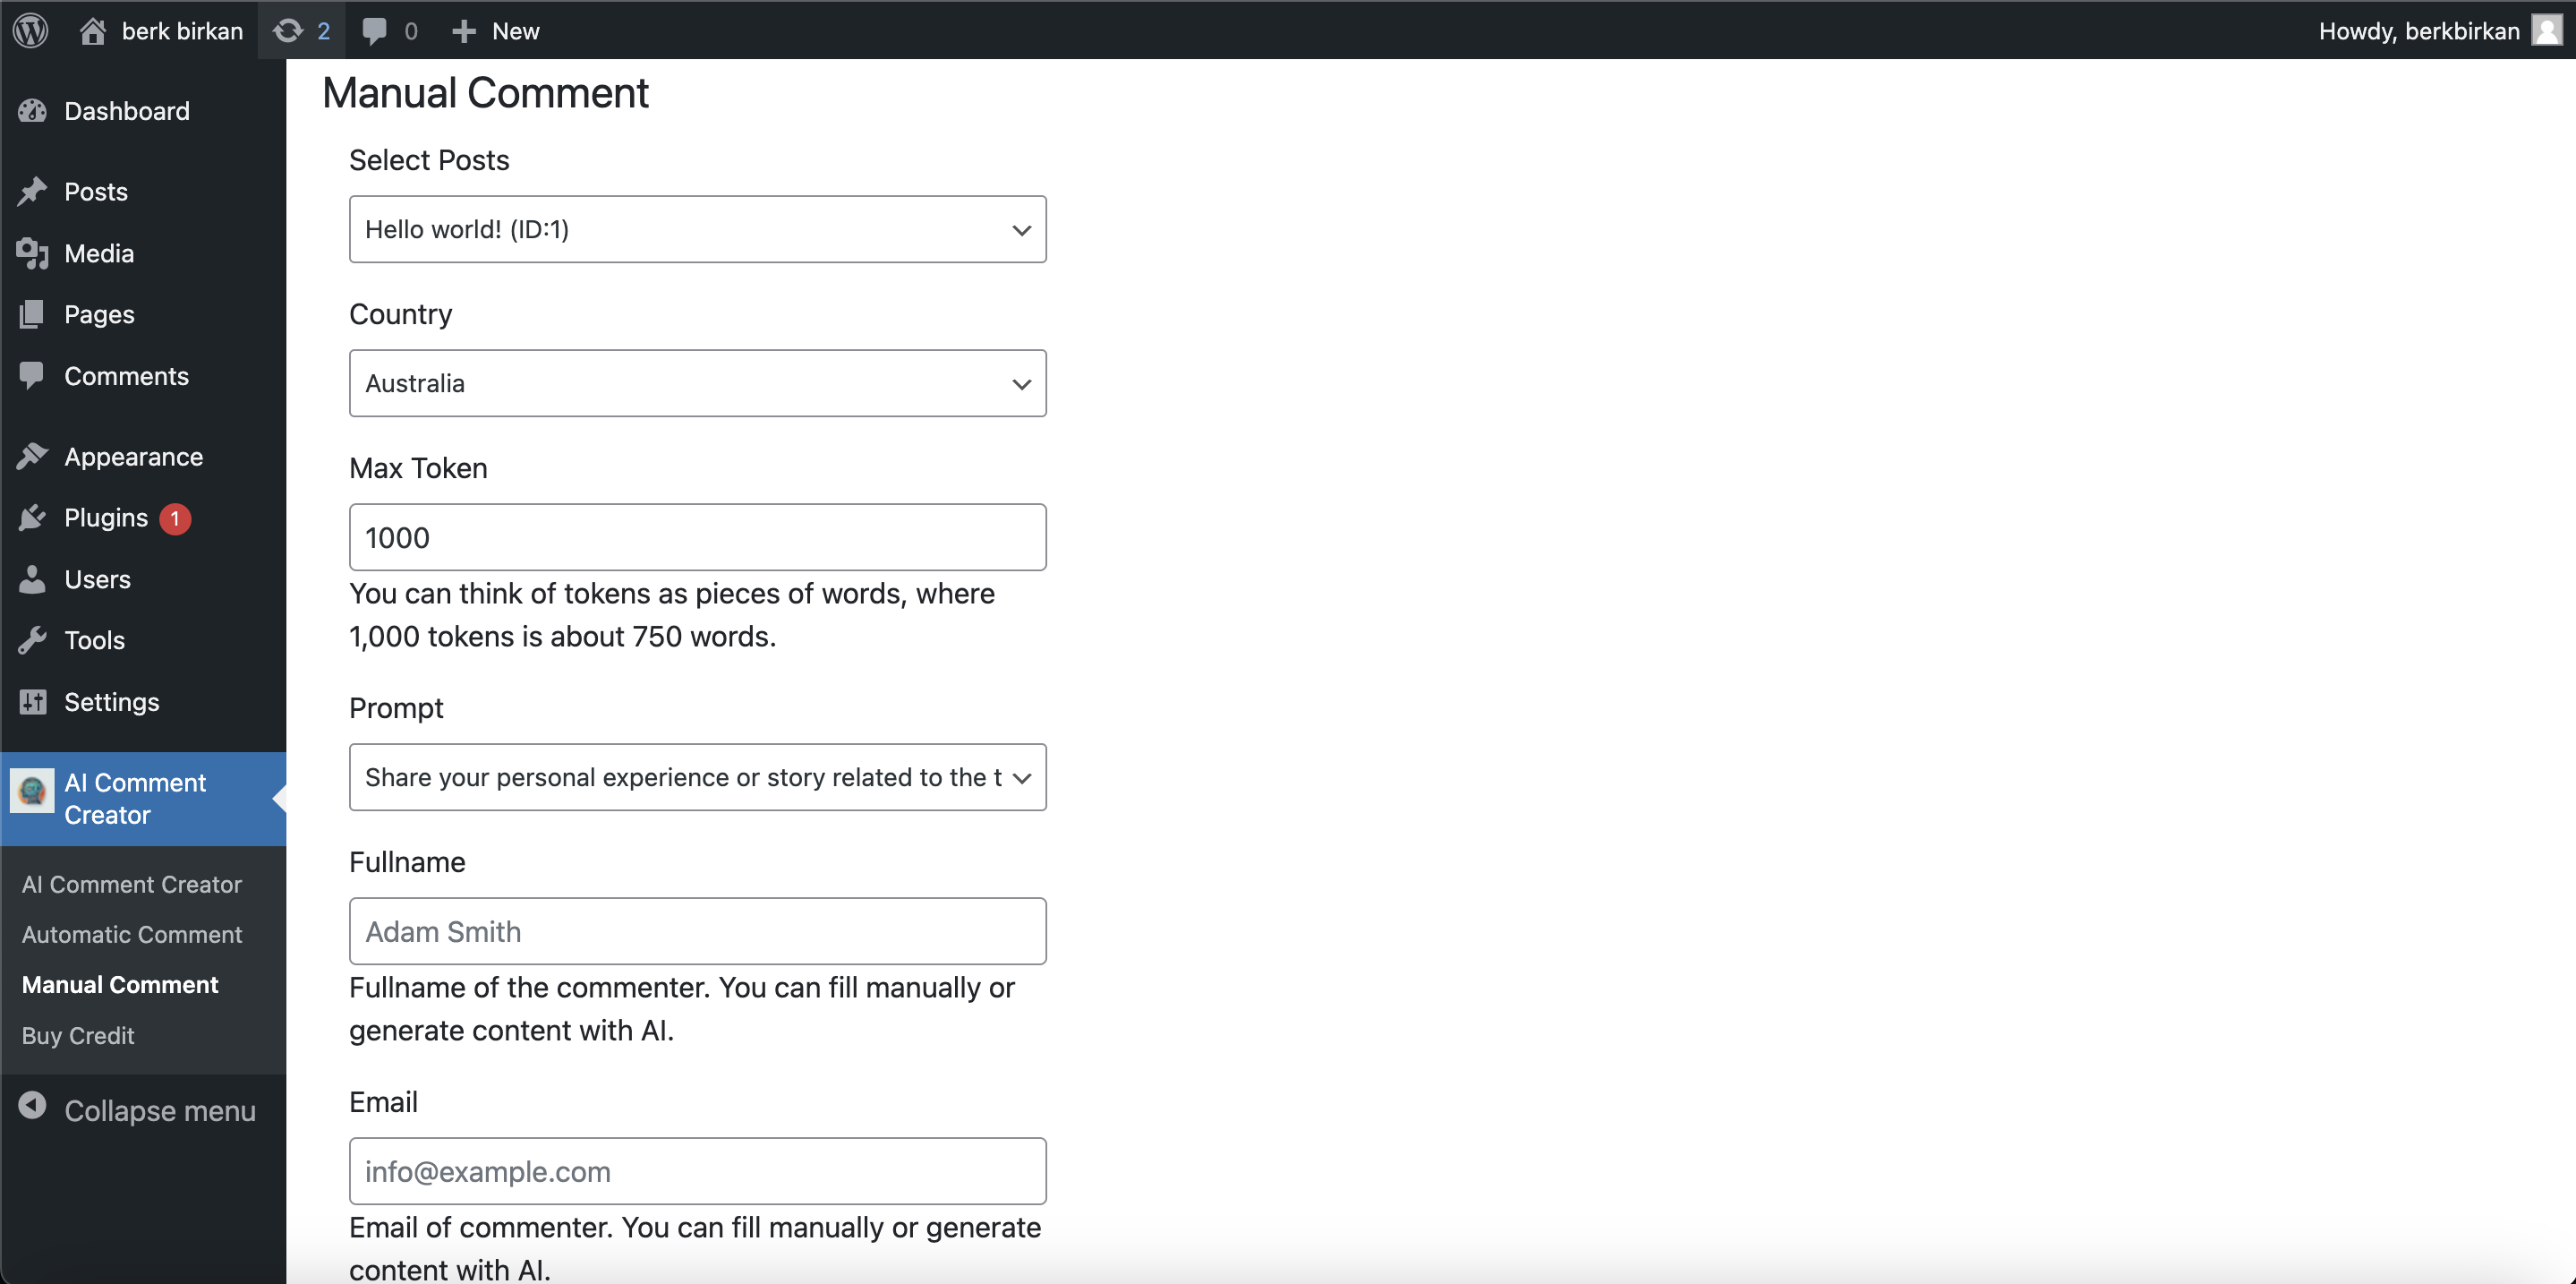 berk birkan 2 0 New Howdy, berkbirkan
Dashboard
Posts
Media
Pages
Comments
Appearance
Plugins 1
Users
Tools
Settings
AI Comment
Creator
AI Comment Creator
Automatic Comment
Manual Comment
Buy Credit
Collapse menu
Manual Comment
Select Posts
Hello world! (ID:1)
Country
Australia
Max Token
1000
You can think of tokens as pieces of words, where
1,000 tokens is about 750 words.
Prompt
Share your personal experience or story related to the t
Fullname
Adam Smith
Fullname of the commenter. You can fill manually or
generate content with AI.
Email
info@example.com
Email of commenter. You can fill manually or generate
content with AI.